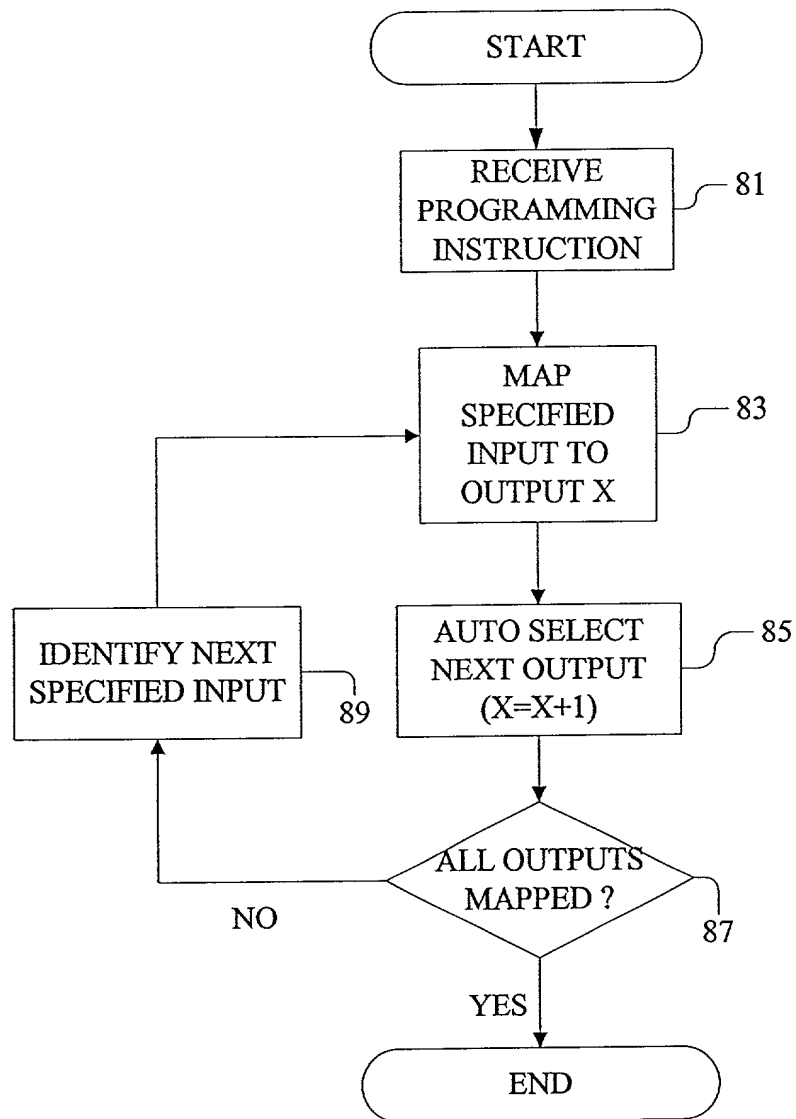 START
RECEIVE
PROGRAMMING
INSTRUCTION
81
MAP
SPECIFIED
INPUT TO
OUTPUT X
83
AUTO SELECT
NEXT OUTPUT
(X=X+1)
85
IDENTIFY NEXT
SPECIFIED INPUT
89
ALL OUTPUTS
MAPPED ?
87
NO
YES
END